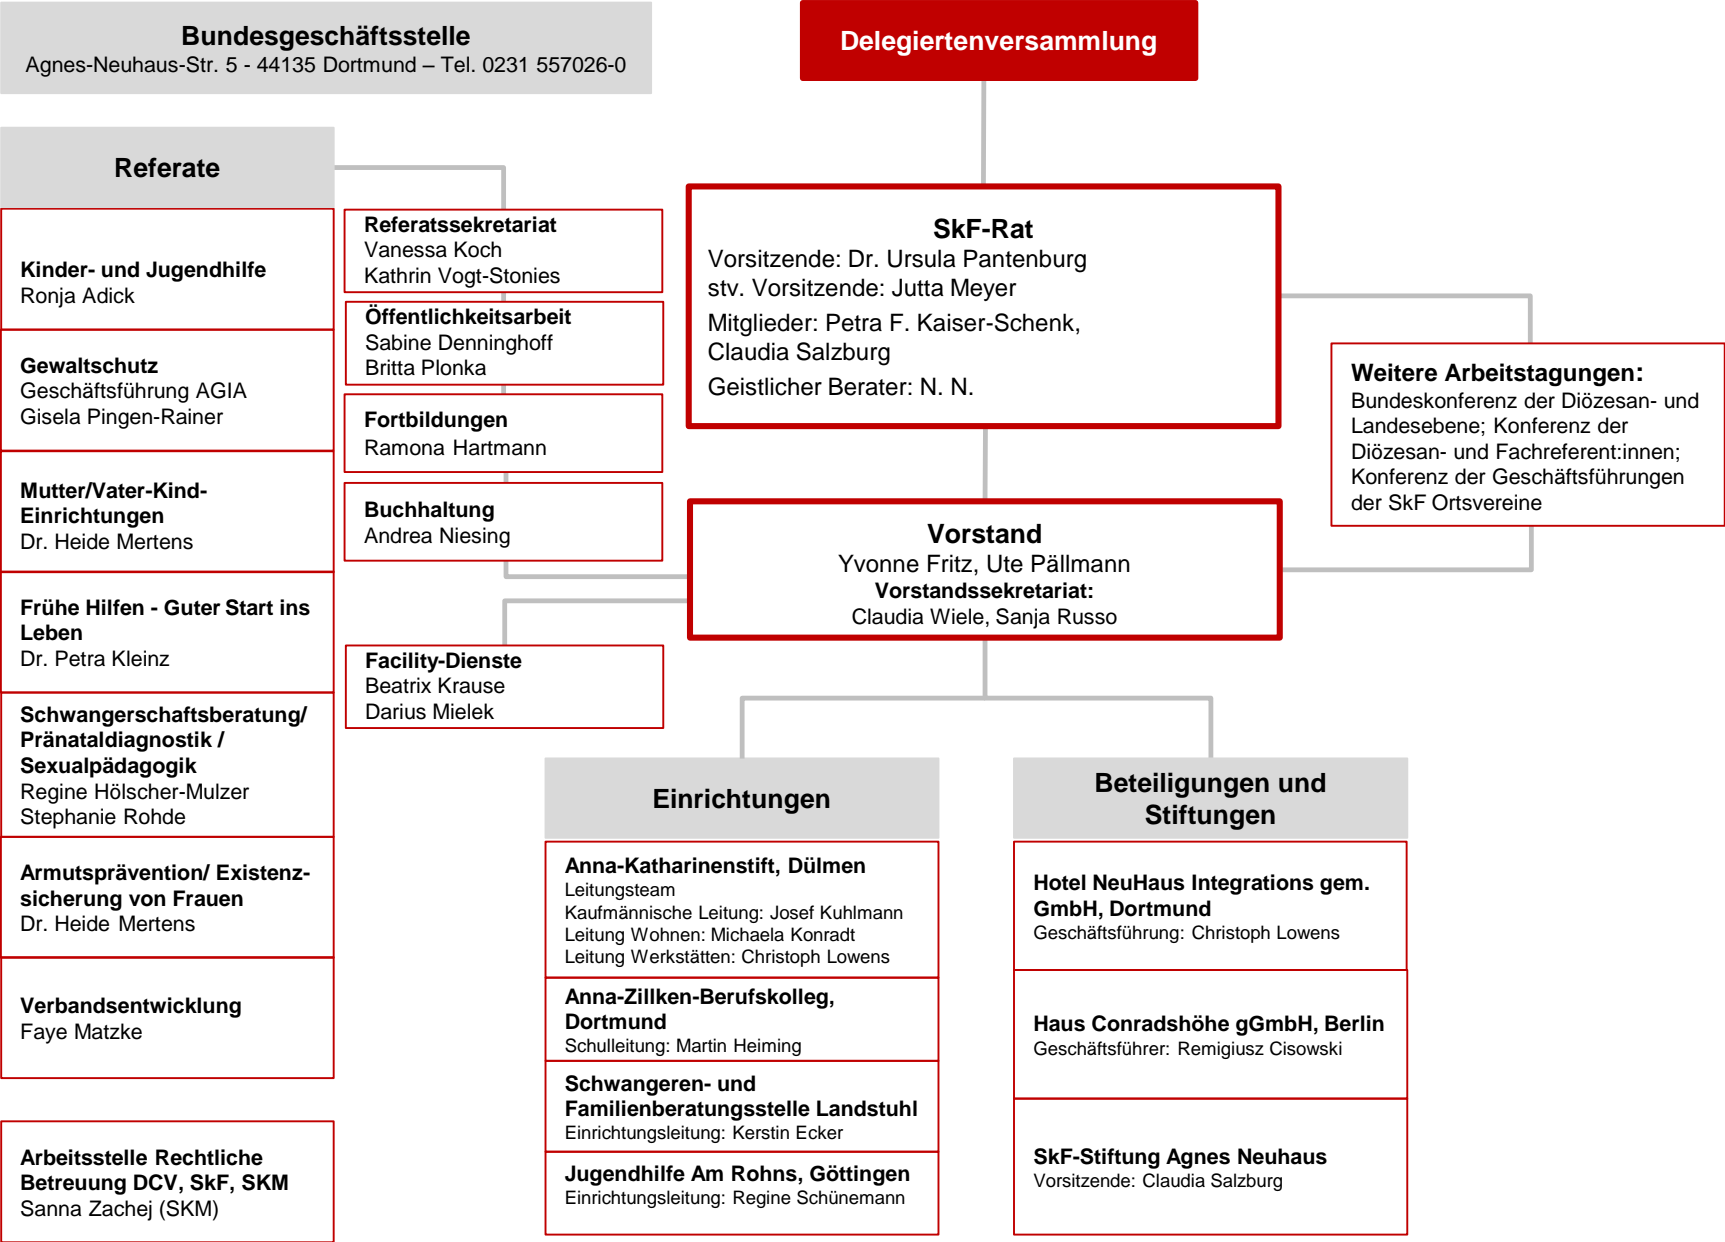 Bundesgeschäftsstelle
Agnes-Neuhaus-Str. 5 - 44135 Dortmund – Tel. 0231 557026-0
Delegiertenversammlung
Referate
Kinder- und Jugendhilfe
Ronja Adick
Gewaltschutz
Geschäftsführung AGIA
Gisela Pingen-Rainer
Mutter/Vater-Kind-
Einrichtungen
Dr. Heide Mertens
Frühe Hilfen - Guter Start ins
Leben
Dr. Petra Kleinz
Schwangerschaftsberatung/
Pränataldiagnostik /
Sexualpädagogik
Regine Hölscher-Mulzer
Stephanie Rohde
Armutsprävention/ Existenz-
sicherung von Frauen
Dr. Heide Mertens
Verbandsentwicklung
Faye Matzke
Arbeitsstelle Rechtliche
Betreuung DCV, SkF, SKM
Sanna Zachej (SKM)
Referatssekretariat
Vanessa Koch
Kathrin Vogt-Stonies
Öffentlichkeitsarbeit
Sabine Denninghoff
Britta Plonka
Fortbildungen
Ramona Hartmann
Buchhaltung
Andrea Niesing
Facility-Dienste
Beatrix Krause
Darius Mielek
SkF-Rat
Vorsitzende: Dr. Ursula Pantenburg
stv. Vorsitzende: Jutta Meyer
Mitglieder: Petra F. Kaiser-Schenk,
Claudia Salzburg
Geistlicher Berater: N. N.
Weitere Arbeitstagungen:
Bundeskonferenz der Diözesan- und
Landesebene; Konferenz der
Diözesan- und Fachreferent:innen;
Konferenz der Geschäftsführungen
der SkF Ortsvereine
Vorstand
Yvonne Fritz, Ute Pällmann
Vorstandssekretariat:
Claudia Wiele, Sanja Russo
Einrichtungen
Anna-Katharinenstift, Dülmen
Leitungsteam
Kaufmännische Leitung: Josef Kuhlmann
Leitung Wohnen: Michaela Konradt
Leitung Werkstätten: Christoph Lowens
Anna-Zillken-Berufskolleg,
Dortmund
Schulleitung: Martin Heiming
Schwangeren- und
Familienberatungsstelle Landstuhl
Einrichtungsleitung: Kerstin Ecker
Jugendhilfe Am Rohns, Göttingen
Einrichtungsleitung: Regine Schünemann
Beteiligungen und
Stiftungen
Hotel NeuHaus Integrations gem.
GmbH, Dortmund
Geschäftsführung: Christoph Lowens
Haus Conradshöhe gGmbH, Berlin
Geschäftsführer: Remigiusz Cisowski
SkF-Stiftung Agnes Neuhaus
Vorsitzende: Claudia Salzburg